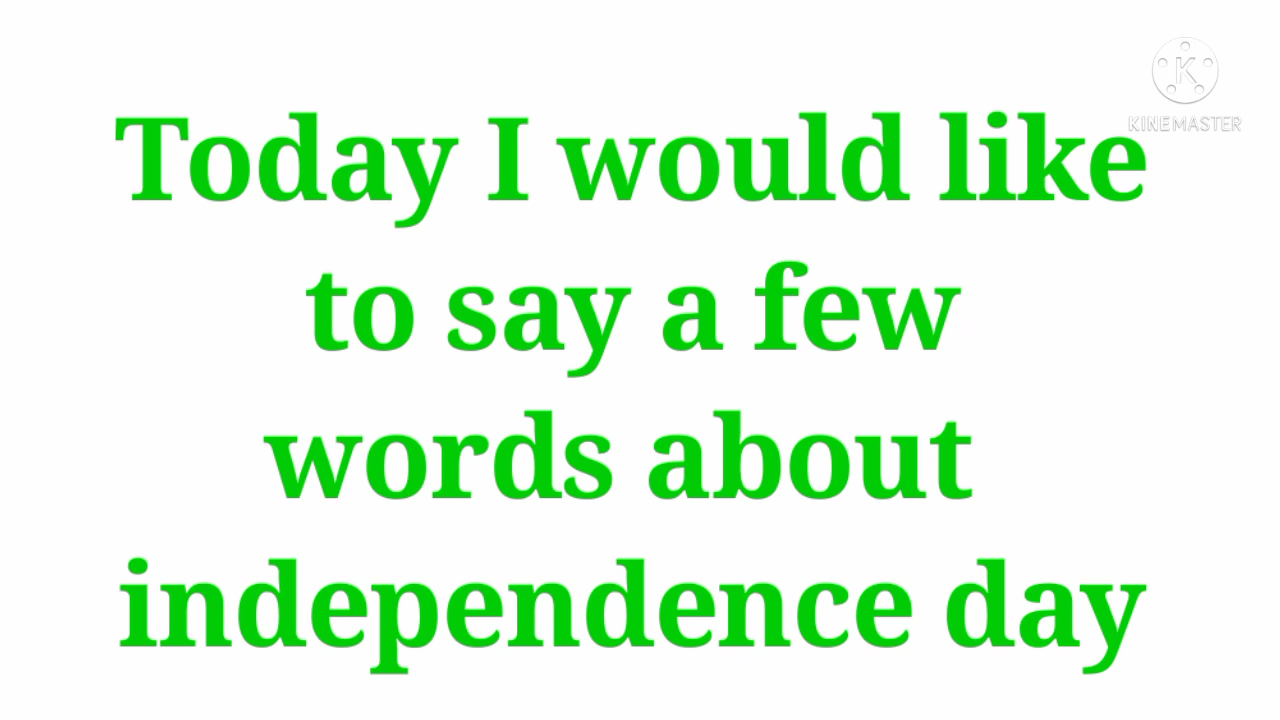 K
KINEMASTER
Today I would like
to say a few
words about
independence day